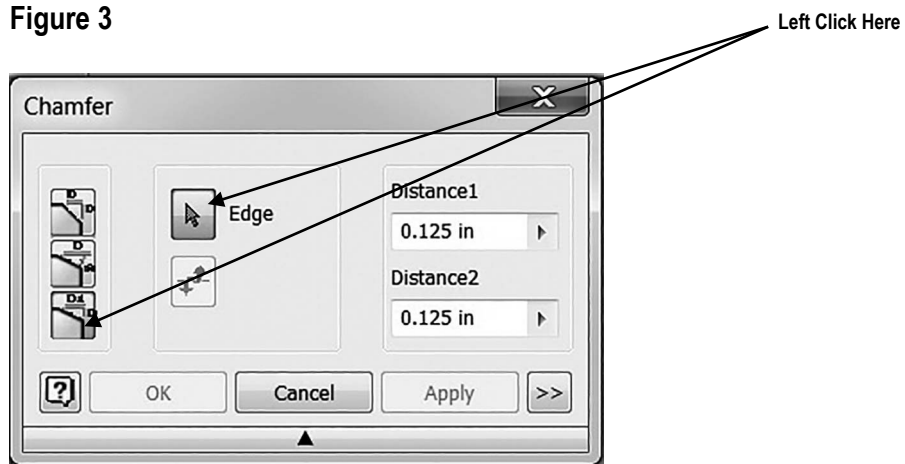 Figure 3
Left Click Here
Chamfer
Edge
Distance1
0.125 in
Distance2
0.125 in
OK
Cancel
Apply
>>